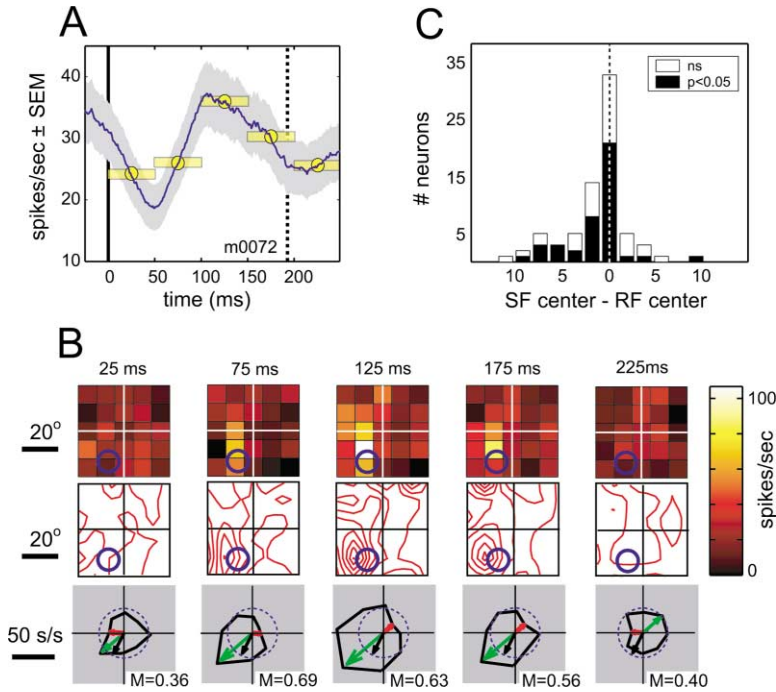 A
spikes/sec ± SEM
40
30
20
10
m0072
0 50 100 150 200
time (ms)
C
# neurons
35
25
15
5
ns
p<0.05
10 5 0 5 10
SF center - RF center
B
25 ms 75 ms 125 ms 175 ms 225ms
20°
20°
50 s/s
M=0.36 M=0.69 M=0.63 M=0.56 M=0.40
100
0
spikes/sec